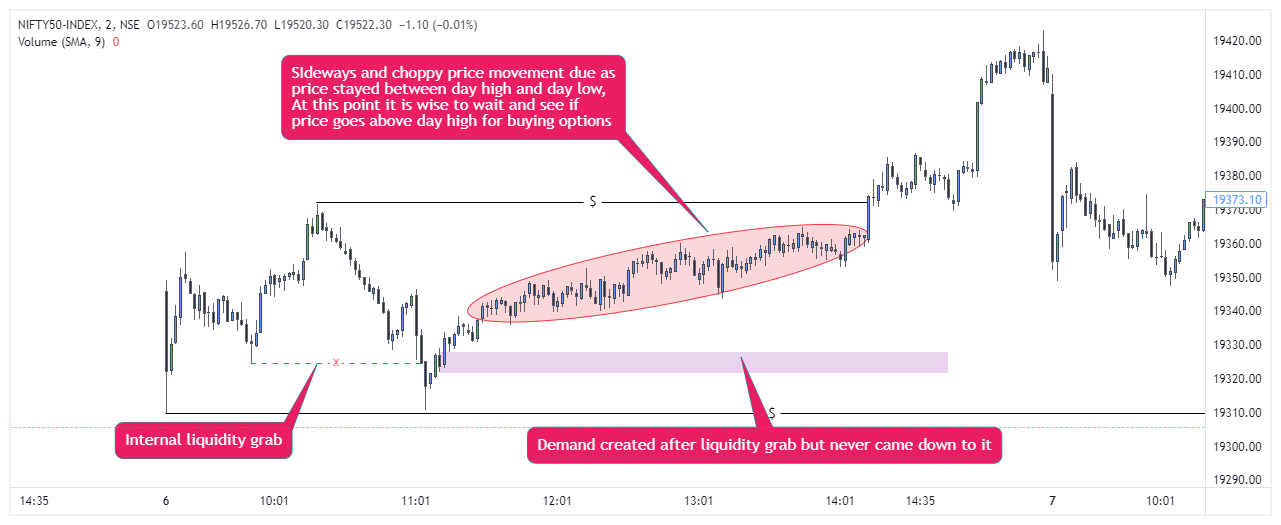 NIFTY50-INDEX, 2, NSE O19523.60 H19526.70 L19520.30 C19522.30 −1.10 (−0.01%)
Volume (SMA, 9) 0
SIdeways and choppy price movement due as
price stayed between day high and day low,
At this point it is wise to wait and see if
price goes above day high for buying options
$
x
$
Internal liquidity grab
Demand created after liquidity grab but never came down to it
19420.00
19410.00
19400.00
19390.00
19380.00
19373.10
19370.00
19360.00
19350.00
19340.00
19330.00
19320.00
19310.00
19300.00
19290.00
14:35 6 10:01 11:01 12:01 13:01 14:01 14:35 7 10:01